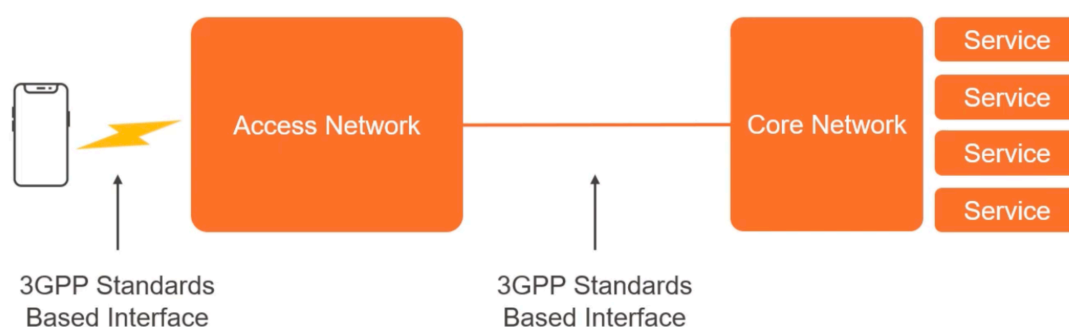 Access Network
Core Network
Service
Service
Service
Service
3GPP Standards
Based Interface
3GPP Standards
Based Interface